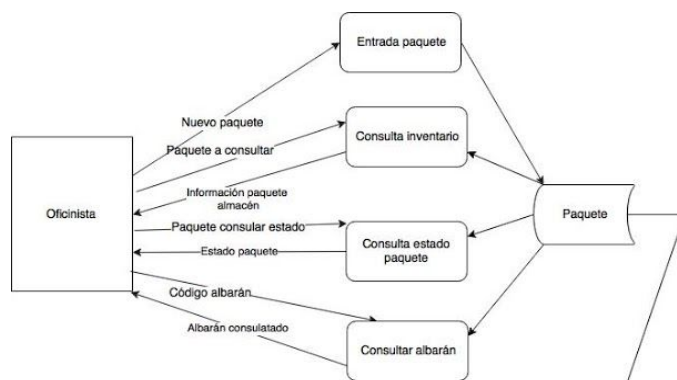 Entrada paquete
Nuevo paquete
Consulta inventario
Paquete a consultar
Información paquete
almacén
Oficinista
Paquete
Paquete consular estado
Consulta estado
paquete
Estado paquete
Código albarán
Albarán consulatado
Consultar albarán